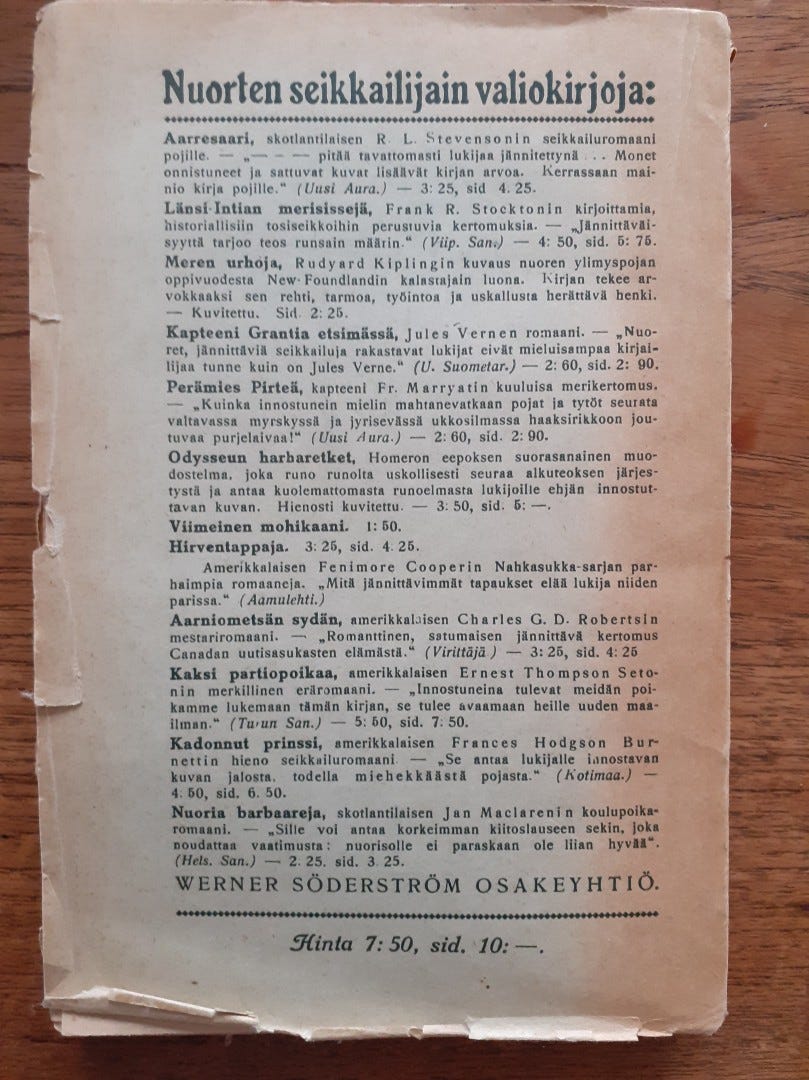 Nuorten seikkailijain valiokirjoja:
Aarresaari, skotlantilaisen R. L. Stevensonin seikkailuromaani
pojille. — „— – — pitää tavattomasti lukijaa jännitettynä ... Monet
onnistuneet ja sattuvat kuvat lisäävät kirjan arvoa. Kerrassaan mai-
nio kirja pojille.“ (Uusi Aura.) — 3: 25, sid 4. 25.
Länsi-Intian merisissejä, Frank R. Stocktonin kirjoittamia,
historiallisiin tosiseikkoihin perustuvia kertomuksia. — „Jännittäväi-
syyttä tarjoo teos runsain määrin.“ (Viip. San.) — 4: 50, sid. 5: 75.
Meren urhoja, Rudyard Kiplingin kuvaus nuoren ylimyspojan
oppivuodesta New-Foundlandin kalastajain luona. Kirjan tekee ar-
vokkaaksi sen rehti, tarmoa, työintoa ja uskallusta herättävä henki.
— Kuvitettu. Sid. 2: 25.
Kapteeni Grantia etsimässä, Jules Vernen romaani. — „Nuo-
ret, jännittäviä seikkailuja rakastavat lukijat eivät mieluisampaa kirjai-
lijaa tunne kuin on Jules Verne.“ (U. Suometar.) — 2: 60, sid. 2: 90.
Perämies Pirteä, kapteeni Fr. Marryatin kuuluisa merikertomus.
— „Kuinka innostunein mielin mahtanevatkaan pojat ja tytöt seurata
valtavassa myrskyssä ja jyrisevässä ukkosilmassa haaksirikkoon jou-
tuvaa purjelaivaa!“ (Uusi Aura.) — 2: 60, sid. 2: 90.
Odysseun harharetket, Homeron eepoksen suorasanainen muo-
dostelma, joka runo runolta uskollisesti seuraa alkuteoksen järjes-
tystä ja antaa kuolemattomasta runoelmasta lukijoille ehjän innostut-
tavan kuvan. Hienosti kuvitettu. — 3: 50, sid. 5: —.
Viimeinen mohikaani. 1: 50.
Hirventappaja. 3: 25, sid. 4. 25.
Amerikkalaisen Fenimore Cooperin Nahkasukka-sarjan par-
haimpia romaaneja. „Mitä jännittävimmät tapaukset elää lukija niiden
parissa.“ (Aamulehti.)
Aarniometsän sydän, amerikkalaisen Charles G. D. Robertsin
mestariromaani. — „Romanttinen, satumaisen jännittävä kertomus
Canadan uutisasukasten elämästä.“ (Virittäjä.) — 3: 25, sid. 4: 25
Kaksi partiopoikaa, amerikkalaisen Ernest Thompson Seto-
nin merkillinen eräromaani. — „Innostuneina tulevat meidän poi-
kamme lukemaan tämän kirjan, se tulee avaamaan heille uuden maa-
ilman.“ (Turun San.) — 5: 50, sid. 7: 50.
Kadonnut prinssi, amerikkalaisen Frances Hodgson Bur-
nettin hieno seikkailuromaani — „Se antaa lukijalle innostavan
kuvan jalosta, todella miehekkäästä pojasta.“ (Kotimaa.) —
4: 50, sid. 6. 50.
Nuoria barbaareja, skotlantilaisen Jan Maclarenin koulupoika-
romaani. — „Sille voi antaa korkeimman kiitoslauseen sekin, joka
noudattaa vaatimusta: nuorisolle ei paraskaan ole liian hyvää“.
(Hels. San.) — 2. 25. sid. 3. 25.
WERNER SÖDERSTRÖM OSAKEYHTIÖ.
Hinta 7: 50, sid. 10: —.